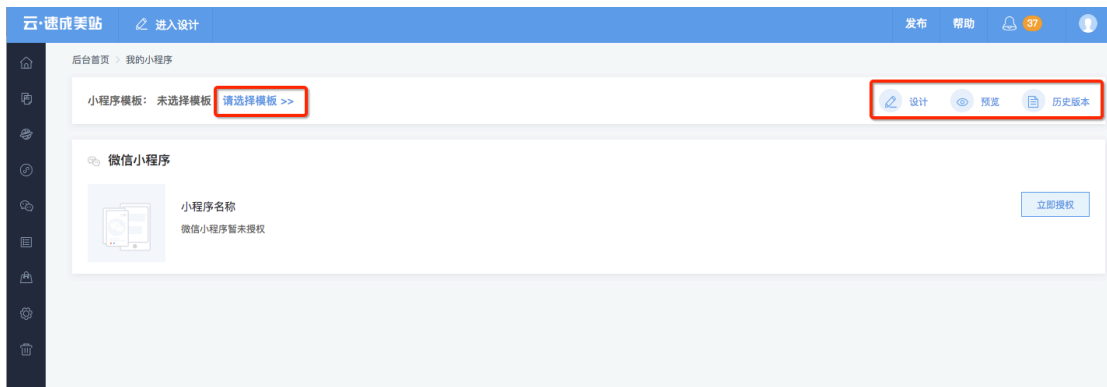 云·速成美站 进入设计 发布 帮助 37
后台首页 > 我的小程序
小程序模板： 未选择模板 请选择模板 >> 设计 预览 历史版本
微信小程序
小程序名称
微信小程序暂未授权
立即授权